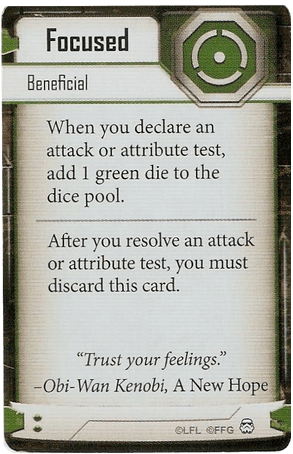 Focused
Beneficial
When you declare an
attack or attribute test,
add 1 green die to the
dice pool.
After you resolve an attack
or attribute test, you must
discard this card.
“Trust your feelings.”
–Obi-Wan Kenobi, A New Hope
©LFL ©FFG